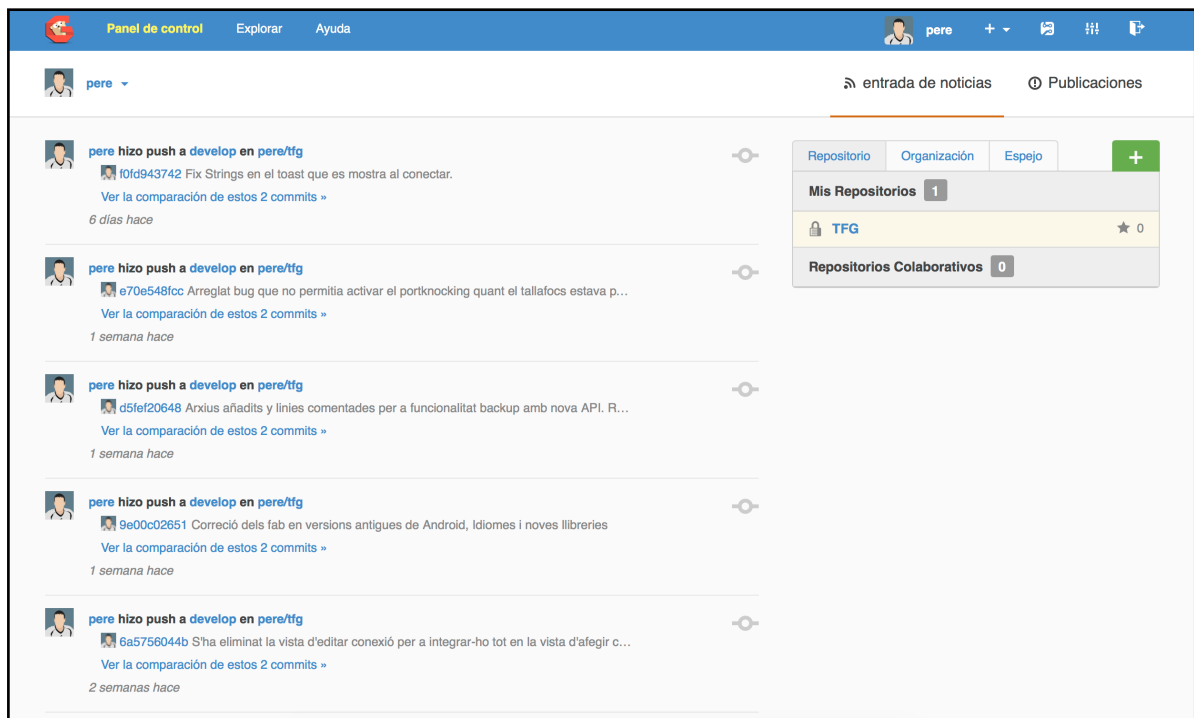 Panel de control Explorar Ayuda pere
pere entrada de noticias Publicaciones
pere hizo push a develop en pere/tfg
f0fd943742 Fix Strings en el toast que es mostra al conectar.
Ver la comparación de estos 2 commits »
6 días hace
pere hizo push a develop en pere/tfg
e70e548fcc Arreglat bug que no permitia activar el portknocking quant el tallafocs estava p…
Ver la comparación de estos 2 commits »
1 semana hace
pere hizo push a develop en pere/tfg
d5fef20648 Arxius añadits y linies comentades per a funcionalitat backup amb nova API. R…
Ver la comparación de estos 2 commits »
1 semana hace
pere hizo push a develop en pere/tfg
9e00c02651 Correció dels fab en versions antigues de Android, Idiomes i noves llibreries
Ver la comparación de estos 2 commits »
1 semana hace
pere hizo push a develop en pere/tfg
6a5756044b S'ha eliminat la vista d'editar conexió per a integrar-ho tot en la vista d'afegir c…
Ver la comparación de estos 2 commits »
2 semanas hace
Repositorio Organización Espejo
Mis Repositorios 1
TFG 0
Repositorios Colaborativos 0